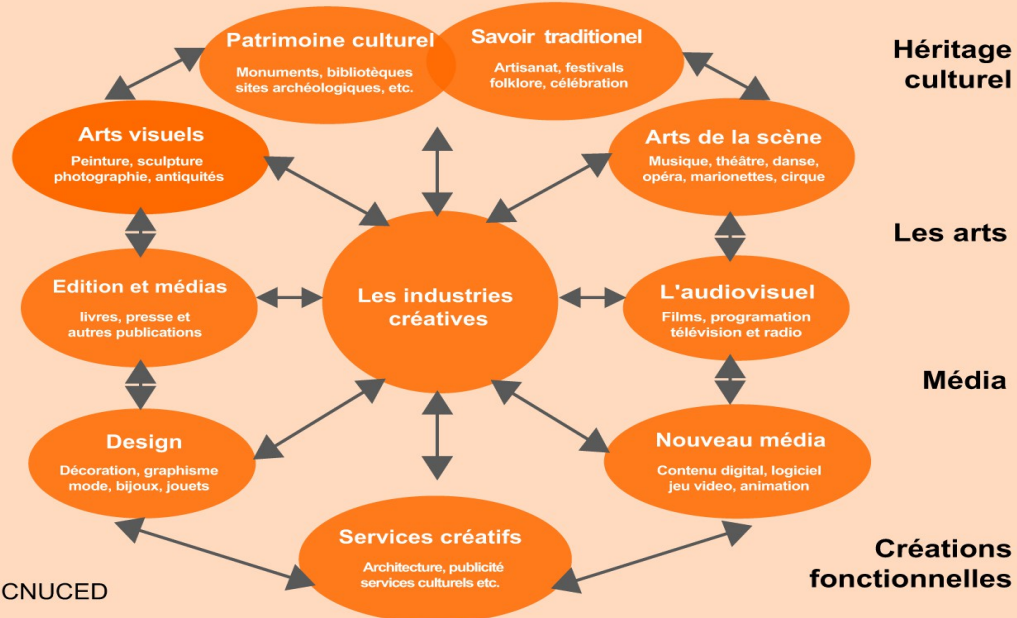 Patrimoine culturel
Monuments, bibliotèques
sites archéologiques, etc.
Savoir traditionel
Artisanat, festivals
folklore, célébration
Héritage
culturel
Arts visuels
Peinture, sculpture
photographie, antiquités
Arts de la scène
Musique, théâtre, danse,
opéra, marionettes, cirque
Les arts
Edition et médias
livres, presse et
autres publications
Les industries
créatives
L'audiovisuel
Films, programation
télévision et radio
Média
Design
Décoration, graphisme
mode, bijoux, jouets
Nouveau média
Contenu digital, logiciel
jeu video, animation
Services créatifs
Architecture, publicité
services culturels etc.
Créations
fonctionnelles
CNUCED